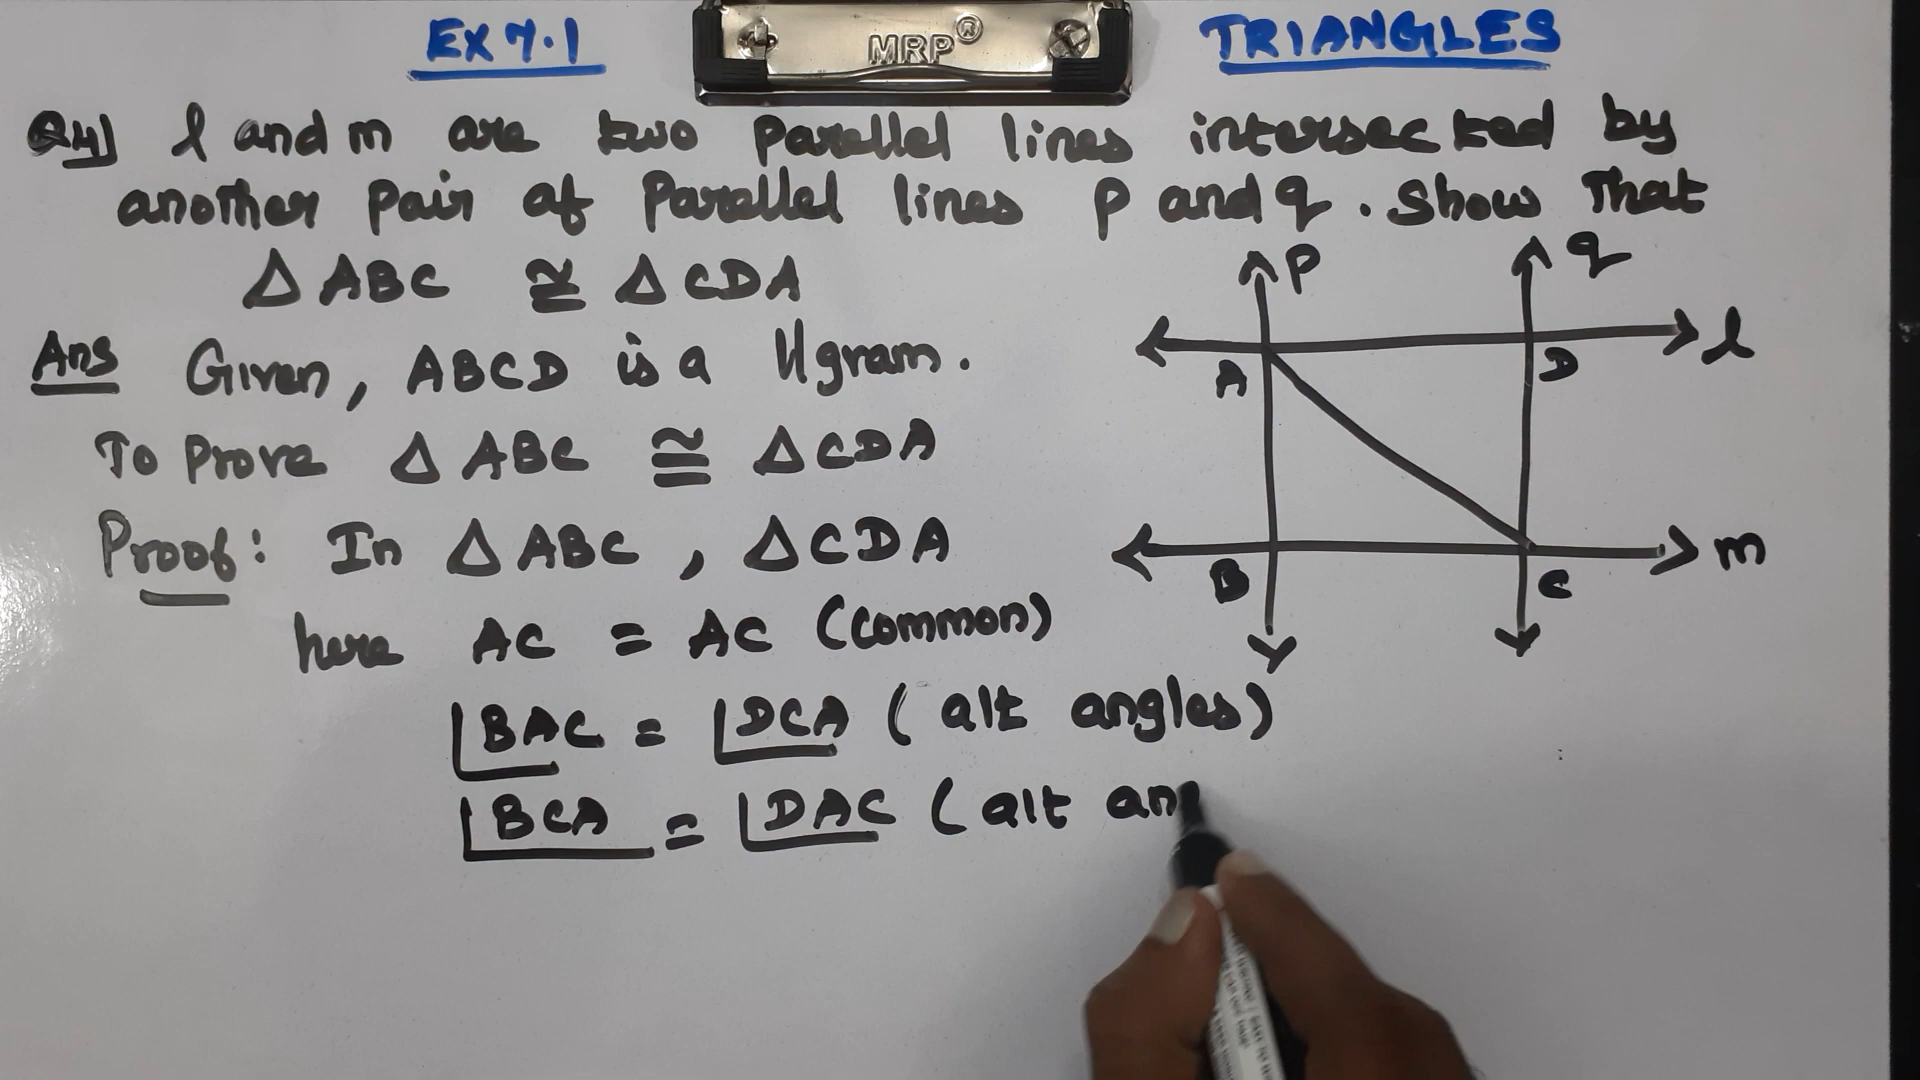 EX 7.1
MRP®
TRIANGLES
Q4) l and m are two parallel lines intersected by
another pair of parallel lines p and q. Show that
△ABC ≅ △CDA
Ans Given, ABCD is a ||gram.
To Prove △ABC ≅ △CDA
Proof: In △ABC, △CDA
here AC = AC (common)
∠BAC = ∠DCA (alt angles)
∠BCA = ∠DAC (alt an
P
q
A
D
l
B
C
m